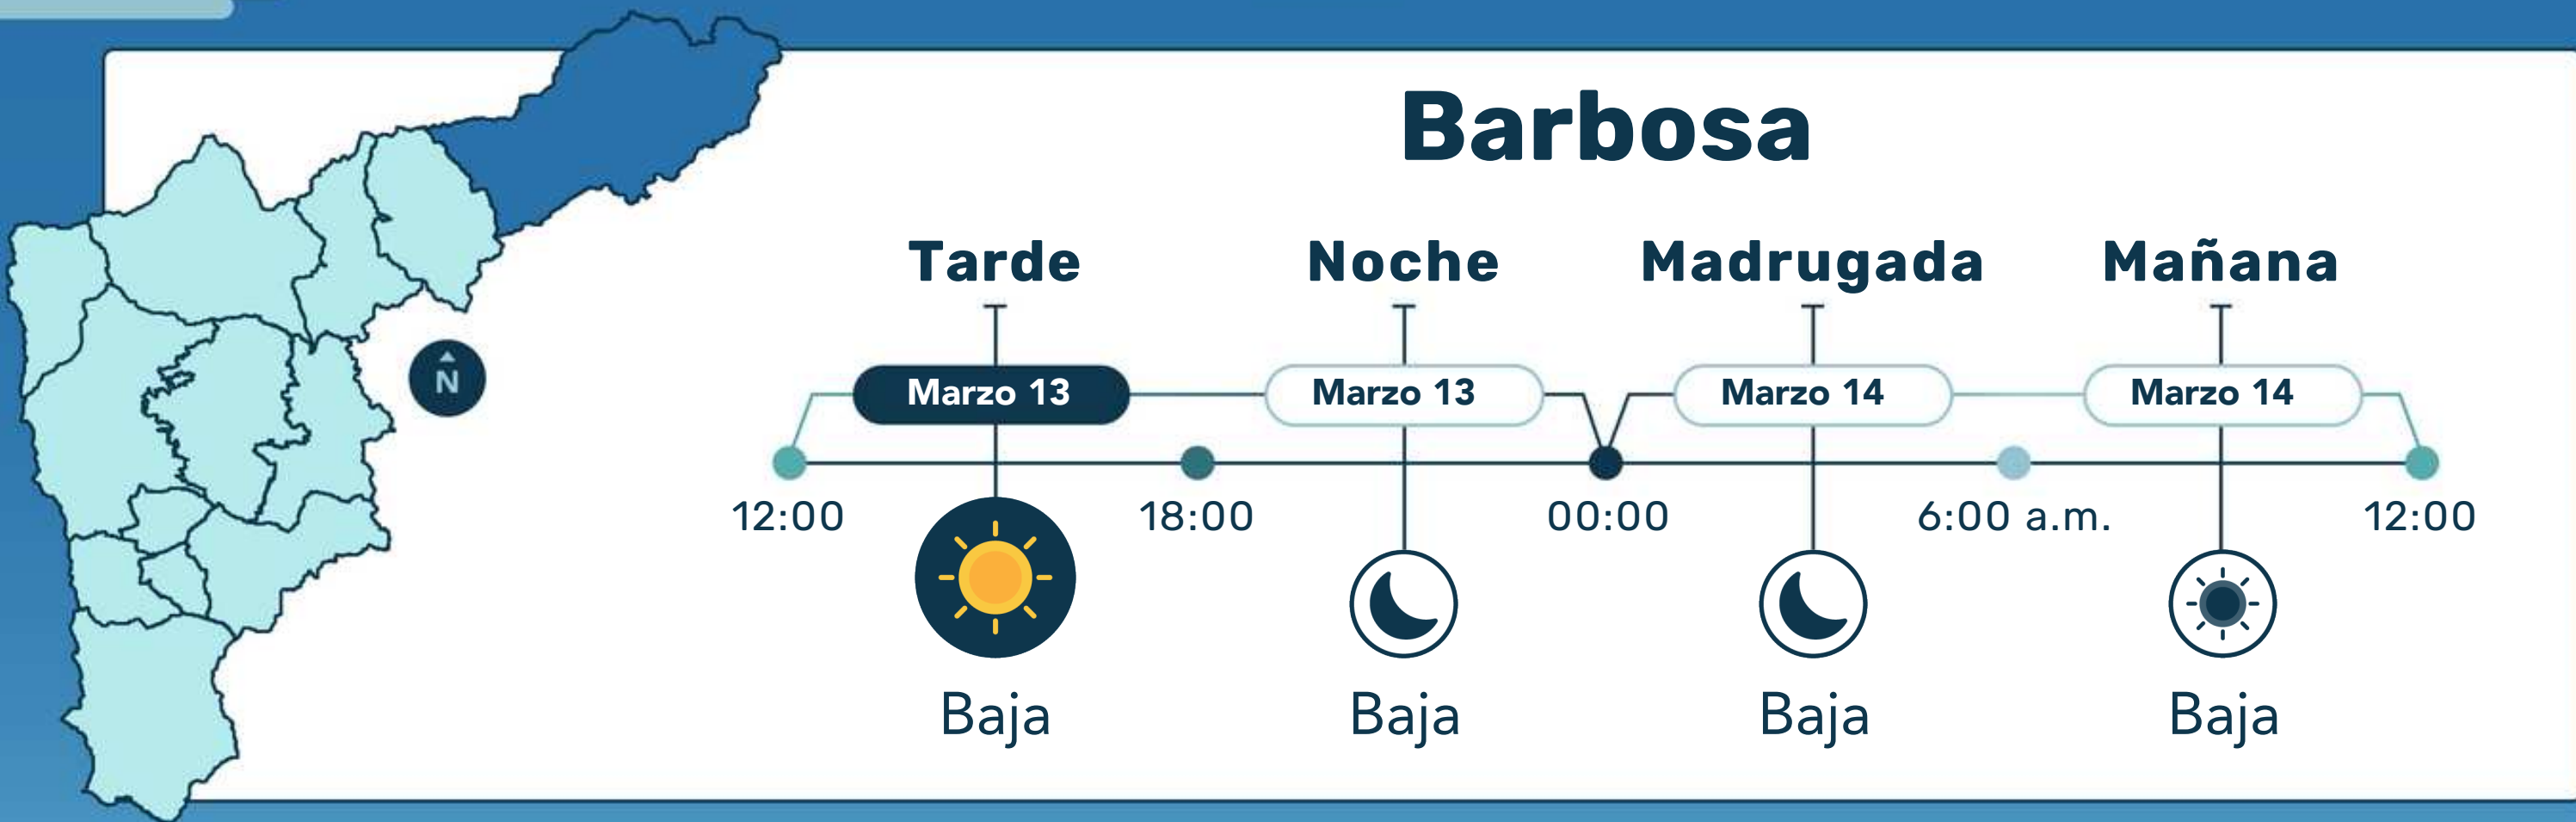 Barbosa
Tarde
Noche
Madrugada
Mañana
Marzo 13
Marzo 13
Marzo 14
Marzo 14
N
12:00
18:00
00:00
6:00 a.m.
12:00
Baja
Baja
Baja
Baja